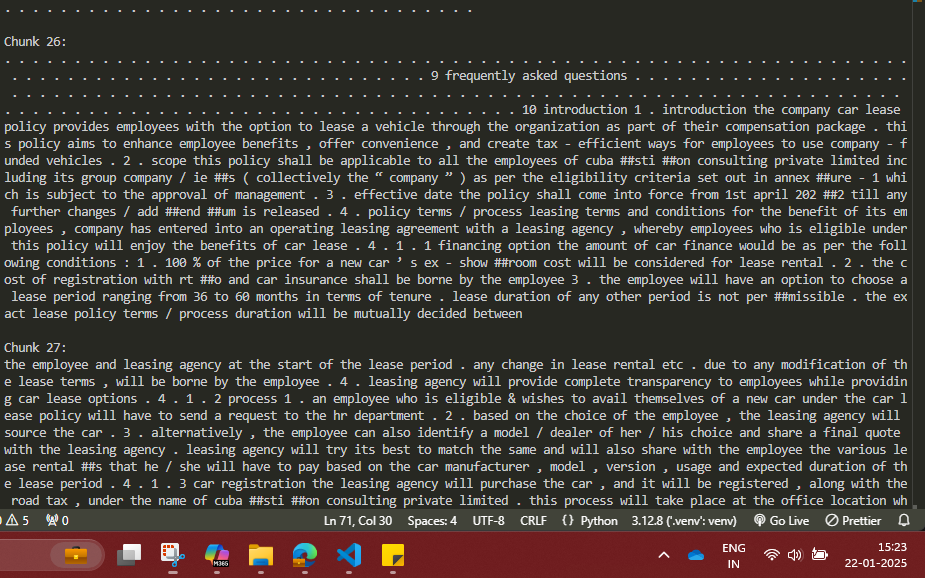 . . . . . . . . . . . . . . . . . . . . . . . . . . . . . . . . . .
Chunk 26:
. . . . . . . . . . . . . . . . . . . . . . . . . . . . . . . . . . . . . . . . . . . . . . . . . . . . . . . . . . . . . . . . .
. . . . . . . . . . . . . . . . . . . . . . . . . . . . . . 9 frequently asked questions . . . . . . . . . . . . . . . . . . . .
. . . . . . . . . . . . . . . . . . . . . . . . . . . . . . . . . . . . . . . . . . . . . . . . . . . . . . . . . . . . . . . .
. . . . . . . . . . . . . . . . . . . . . . . . . . . . . . . . . . . . . 10 introduction 1 . introduction the company car lease
policy provides employees with the option to lease a vehicle through the organization as part of their compensation package . thi
s policy aims to enhance employee benefits , offer convenience , and create tax - efficient ways for employees to use company - f
unded vehicles . 2 . scope this policy shall be applicable to all the employees of cuba ##sti ##on consulting private limited inc
luding its group company / ie ##s ( collectively the “ company ” ) as per the eligibility criteria set out in annex ##ure - 1 whi
ch is subject to the approval of management . 3 . effective date the policy shall come into force from 1st april 202 ##2 till any
further changes / add ##end ##um is released . 4 . policy terms / process leasing terms and conditions for the benefit of its em
ployees , company has entered into an operating leasing agreement with a leasing agency , whereby employees who is eligible under
this policy will enjoy the benefits of car lease . 4 . 1 . 1 financing option the amount of car finance would be as per the foll
owing conditions : 1 . 100 % of the price for a new car ’ s ex - show ##room cost will be considered for lease rental . 2 . the c
ost of registration with rt ##o and car insurance shall be borne by the employee 3 . the employee will have an option to choose a
lease period ranging from 36 to 60 months in terms of tenure . lease duration of any other period is not per ##missible . the ex
act lease policy terms / process duration will be mutually decided between
Chunk 27:
the employee and leasing agency at the start of the lease period . any change in lease rental etc . due to any modification of th
e lease terms , will be borne by the employee . 4 . leasing agency will provide complete transparency to employees while providin
g car lease options . 4 . 1 . 2 process 1 . an employee who is eligible & wishes to avail themselves of a new car under the car l
ease policy will have to send a request to the hr department . 2 . based on the choice of the employee , the leasing agency will
source the car . 3 . alternatively , the employee can also identify a model / dealer of her / his choice and share a final quote
with the leasing agency . leasing agency will try its best to match the same and will also share with the employee the various le
ase rental ##s that he / she will have to pay based on the car manufacturer , model , version , usage and expected duration of th
e lease period . 4 . 1 . 3 car registration the leasing agency will purchase the car , and it will be registered , along with the
road tax , under the name of cuba ##sti ##on consulting private limited . this process will take place at the office location wh
5 0 Ln 71, Col 30 Spaces: 4 UTF-8 CRLF {} Python 3.12.8 ('.venv': venv) Go Live Prettier
M365 ENG IN 15:23 22-01-2025